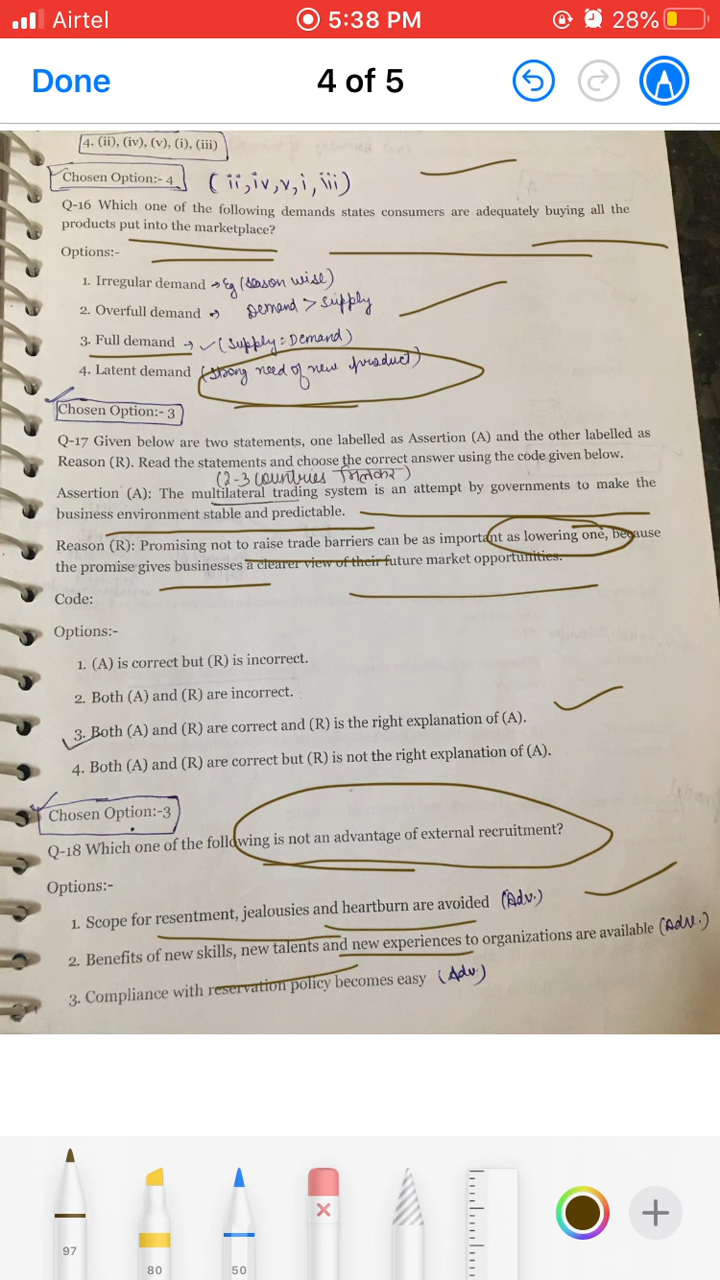 Airtel
5:38 PM
28%
Done
4 of 5
4. (ii), (iv), (v), (i), (iii)
Chosen Option:- 4 (ii,iv,v,i,iii)
Q-16 Which one of the following demands states consumers are adequately buying all the
products put into the marketplace?
Options:-
1. Irregular demand → Eg (season wise)
2. Overfull demand → Demand > supply
3. Full demand → ✓ (supply = Demand)
4. Latent demand (strong need of new product)
Chosen Option:- 3
Q-17 Given below are two statements, one labelled as Assertion (A) and the other labelled as
Reason (R). Read the statements and choose the correct answer using the code given below.
(2-3 countries मिलकर)
Assertion (A): The multilateral trading system is an attempt by governments to make the
business environment stable and predictable.
Reason (R): Promising not to raise trade barriers can be as important as lowering one, because
the promise gives businesses a clearer view of their future market opportunities.
Code:
Options:-
1. (A) is correct but (R) is incorrect.
2. Both (A) and (R) are incorrect.
3. Both (A) and (R) are correct and (R) is the right explanation of (A).
4. Both (A) and (R) are correct but (R) is not the right explanation of (A).
Chosen Option:-3
Q-18 Which one of the following is not an advantage of external recruitment?
Options:-
1. Scope for resentment, jealousies and heartburn are avoided (Adv.)
2. Benefits of new skills, new talents and new experiences to organizations are available (Adv.)
3. Compliance with reservation policy becomes easy (Adv)
97
80
50